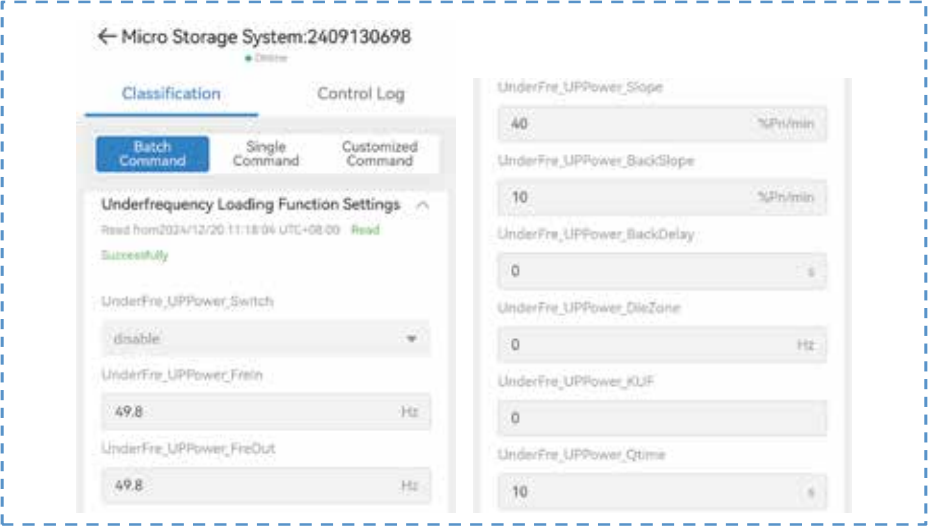 ← Micro Storage System:2409130698
Online
Classification
Control Log
Batch Command
Single Command
Customized Command
Underfrequency Loading Function Settings
Read from2024/12/20 11:18:04 UTC+08:00 Read
Successfully
UnderFre_UPPower_Switch
disable
UnderFre_UPPower_FreIn
49.8 Hz
UnderFre_UPPower_FreOut
49.8 Hz
UnderFre_UPPower_Slope
40 %Pn/min
UnderFre_UPPower_BackSlope
10 %Pn/min
UnderFre_UPPower_BackDelay
0 s
UnderFre_UPPower_DieZone
0 Hz
UnderFre_UPPower_KUF
0
UnderFre_UPPower_Qtime
10 s